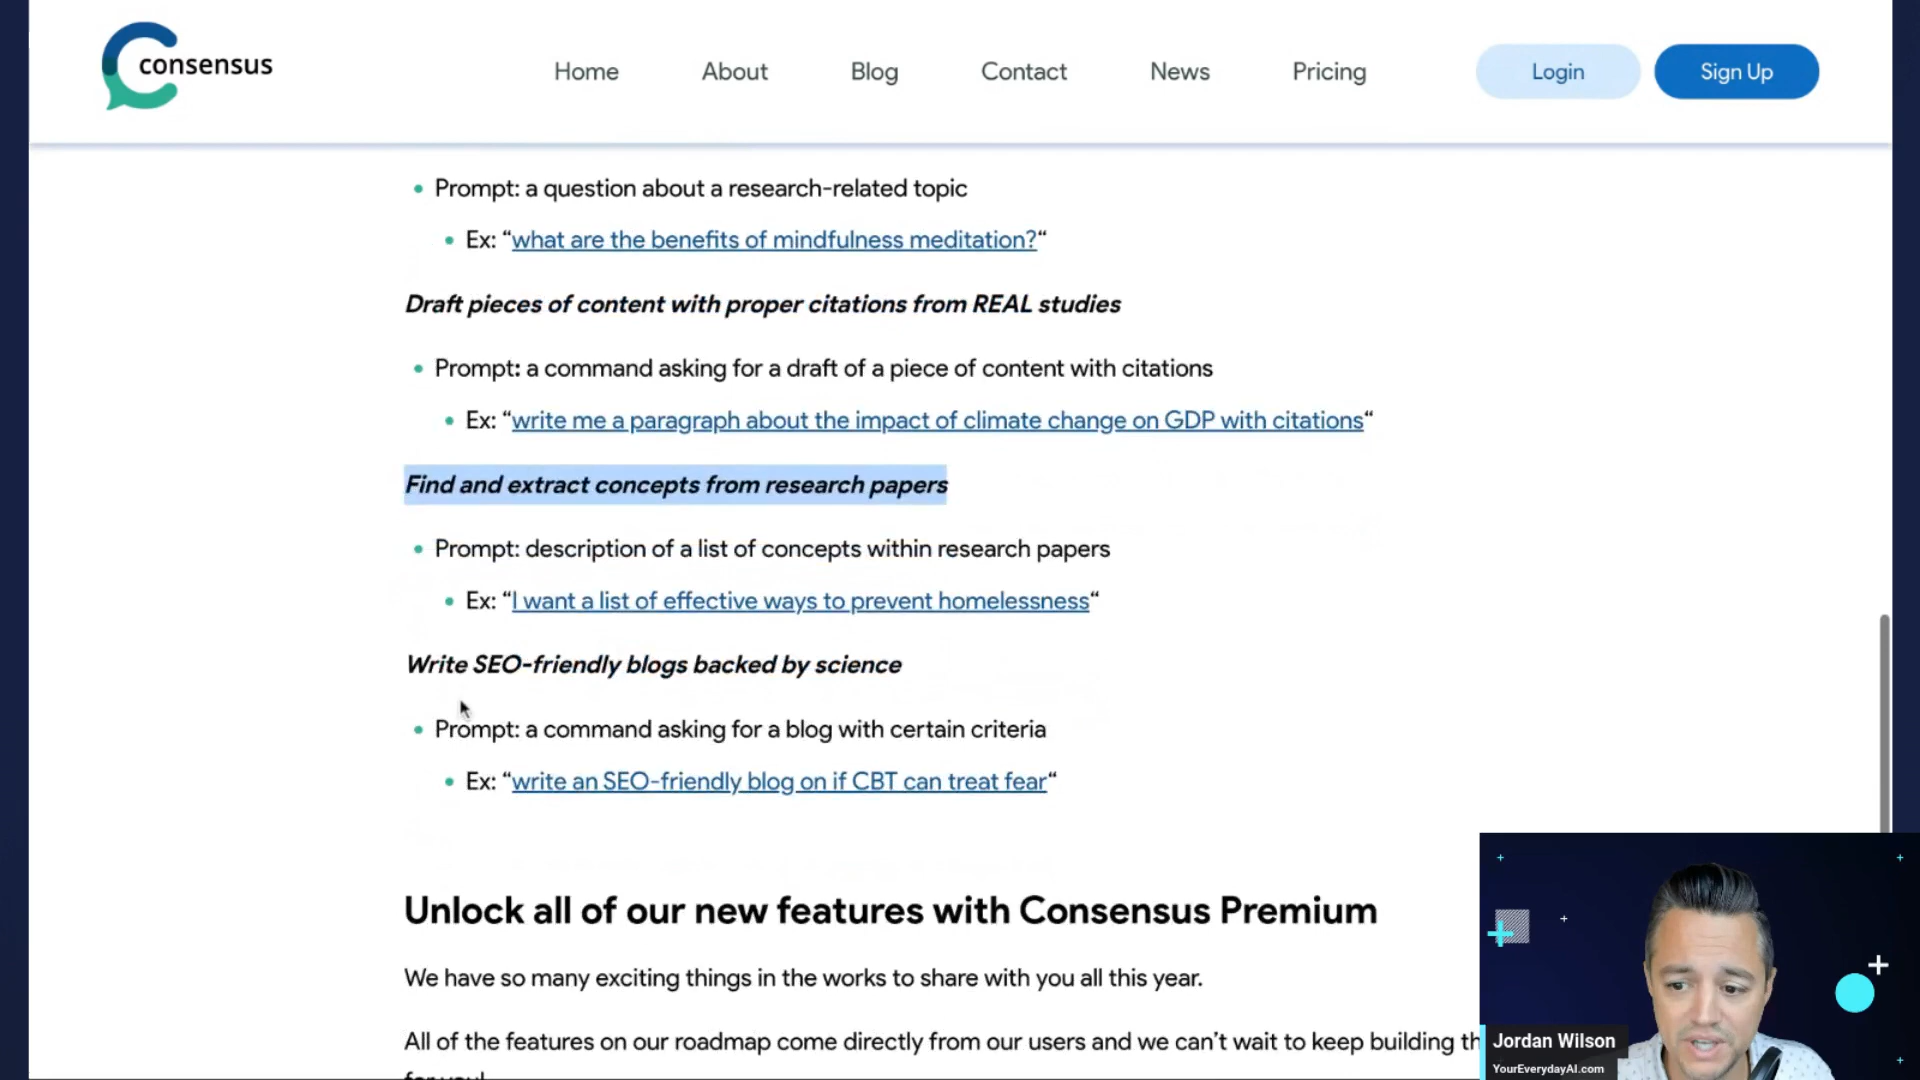 consensus
Home
About
Blog
Contact
News
Pricing
Login
Sign Up
Prompt: a question about a research-related topic
Ex: “what are the benefits of mindfulness meditation?“
Draft pieces of content with proper citations from REAL studies
Prompt: a command asking for a draft of a piece of content with citations
Ex: “write me a paragraph about the impact of climate change on GDP with citations“
Find and extract concepts from research papers
Prompt: description of a list of concepts within research papers
Ex: “I want a list of effective ways to prevent homelessness“
Write SEO-friendly blogs backed by science
Prompt: a command asking for a blog with certain criteria
Ex: “write an SEO-friendly blog on if CBT can treat fear“
Unlock all of our new features with Consensus Premium
We have so many exciting things in the works to share with you all this year.
All of the features on our roadmap come directly from our users and we can’t wait to keep building
for you!
Jordan Wilson
YourEverydayAI.com